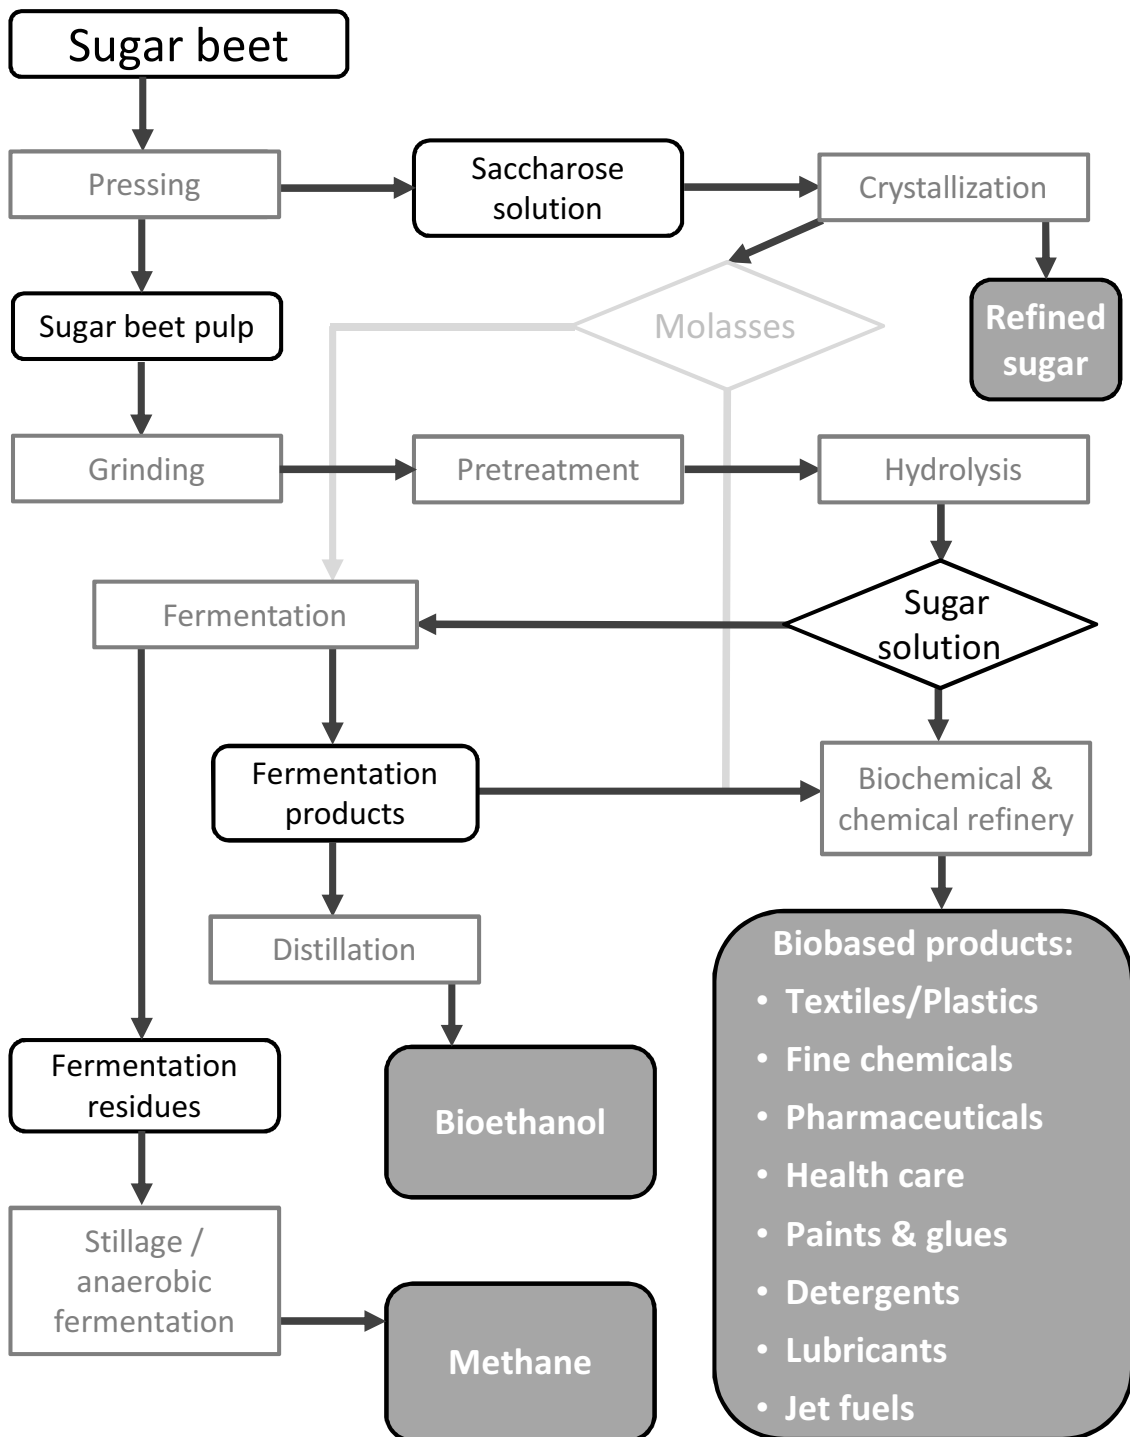 Sugar beet
Pressing
Saccharose
solution
Crystallization
Sugar beet pulp
Molasses
Refined
sugar
Grinding
Pretreatment
Hydrolysis
Fermentation
Sugar
solution
Fermentation
products
Biochemical &
chemical refinery
Distillation
Biobased products:
• Textiles/Plastics
• Fine chemicals
• Pharmaceuticals
• Health care
• Paints & glues
• Detergents
• Lubricants
• Jet fuels
Fermentation
residues
Bioethanol
Stillage /
anaerobic
fermentation
Methane